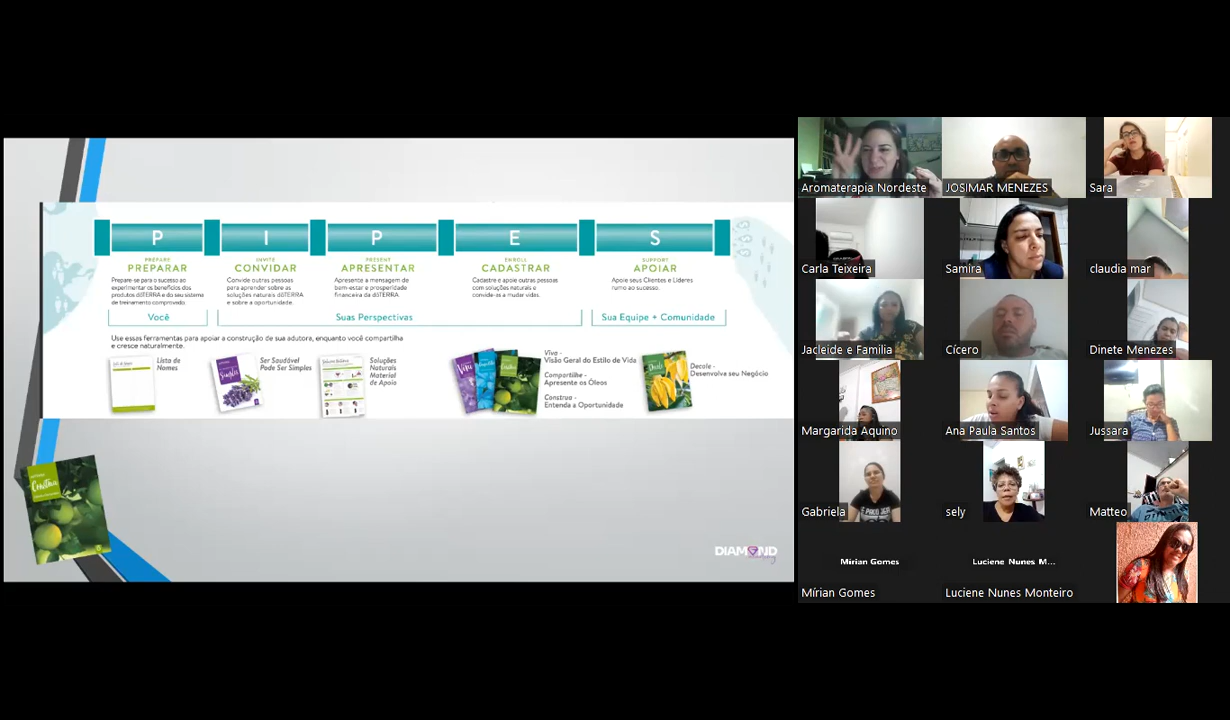 P I P E S
PREPARE
PREPARAR
INVITE
CONVIDAR
PRESENT
APRESENTAR
ENROLL
CADASTRAR
SUPPORT
APOIAR
Prepare-se para o sucesso ao
experimentar os benefícios dos
produtos dōTERRA e do seu sistema
de treinamento comprovado.
Convide outras pessoas
para aprender sobre as
soluções naturais dōTERRA
e sobre a oportunidade.
Apresente a mensagem de
bem-estar e prosperidade
financeira da dōTERRA.
Cadastre e apoie outras pessoas
com soluções naturais e
convide-as a mudar vidas.
Apoie seus Clientes e Líderes
rumo ao sucesso.
Você
Suas Perspectivas
Sua Equipe + Comunidade
Use essas ferramentas para apoiar a construção de sua adutora, enquanto você compartilha
e cresce naturalmente.
Lista de
Nomes
Ser Saudável
Pode Ser Simples
Soluções
Naturais
Material
de Apoio
Viva -
Visão Geral do Estilo de Vida
Compartilhe -
Apresente os Óleos
Construa -
Entenda a Oportunidade
Decole -
Desenvolva seu Negócio
DIAMOND
Aromaterapia Nordeste
JOSIMAR MENEZES
Sara
Carla Teixeira
Samira
claudia mar
Jacleide e Familia
Cícero
Dinete Menezes
Margarida Aquino
Ana Paula Santos
Jussara
Gabriela
sely
Matteo
Mírian Gomes
Luciene Nunes M...
Mírian Gomes
Luciene Nunes Monteiro